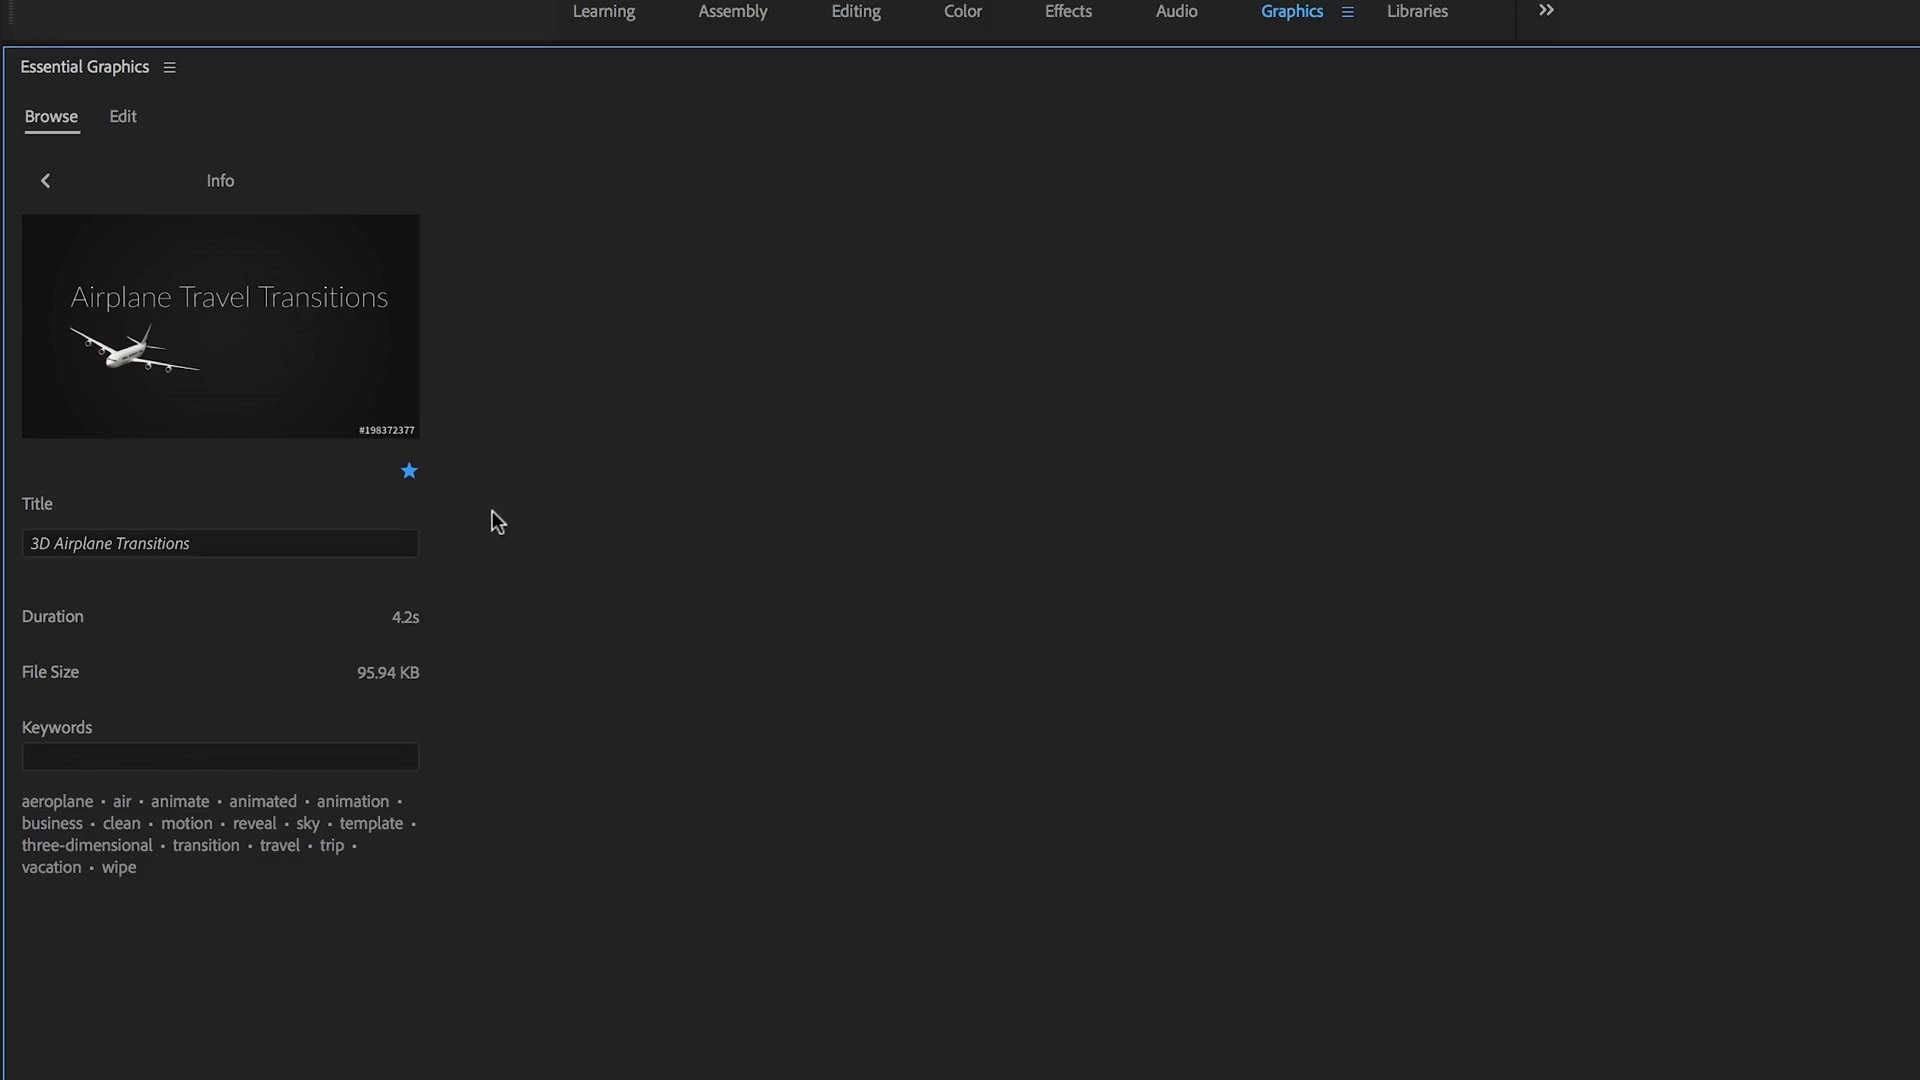 Learning Assembly Editing Color Effects Audio Graphics Libraries
Essential Graphics
Browse Edit
Info
Airplane Travel Transitions
#198372377
Title
3D Airplane Transitions
Duration 4.2s
File Size 95.94 KB
Keywords
aeroplane • air • animate • animated • animation •
business • clean • motion • reveal • sky • template •
three-dimensional • transition • travel • trip •
vacation • wipe